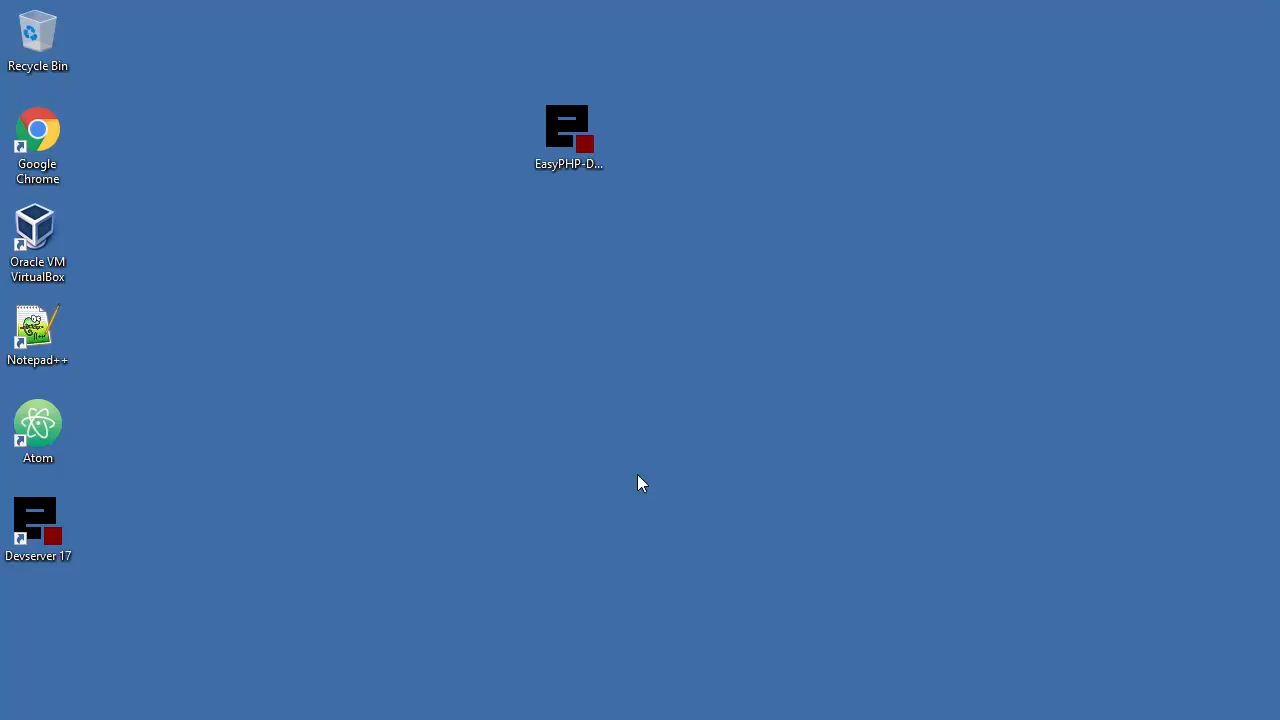 Recycle Bin
EasyPHP-D...
Google
Chrome
Oracle VM
VirtualBox
Notepad++
Atom
Devserver 17